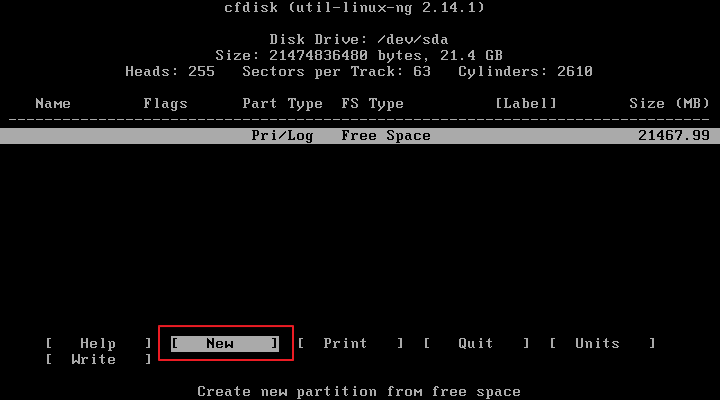 cfdisk (util-linux-ng 2.14.1)
Disk Drive: /dev/sda
Size: 21474836480 bytes, 21.4 GB
Heads: 255   Sectors per Track: 63   Cylinders: 2610
Name   Flags   Part Type   FS Type   [Label]   Size (MB)
Pri/Log   Free Space   21467.99
[   Help   ]   [   New   ]   [   Print   ]   [   Quit   ]   [   Units   ]
[   Write   ]
Create new partition from free space